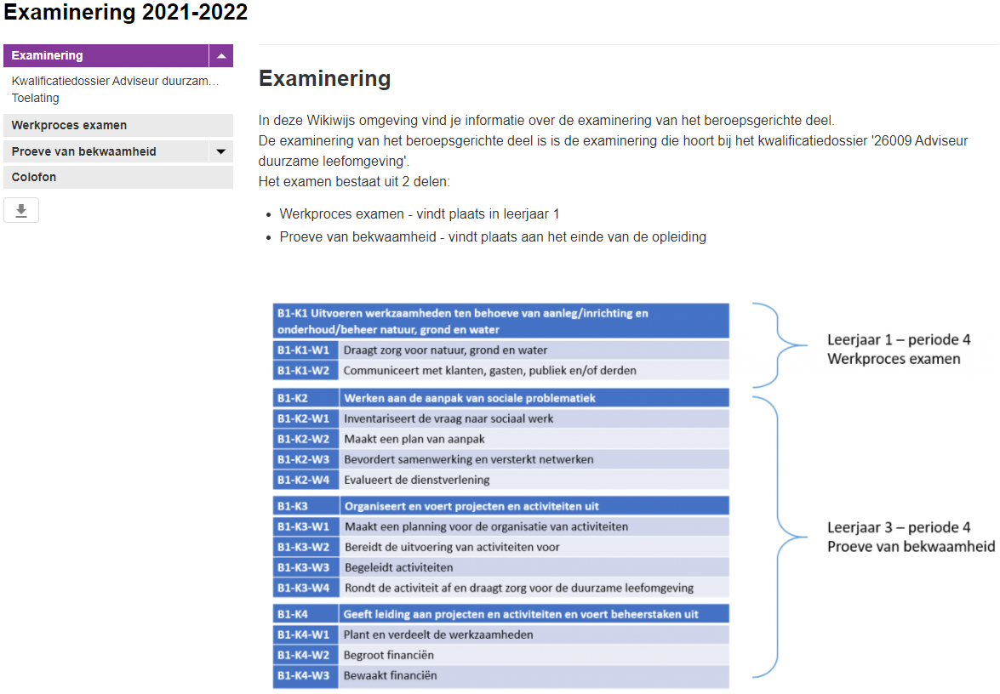 Examinering 2021-2022
Examinering
Kwalificatiedossier Adviseur duurzam...
Toelating
Werkproces examen
Proeve van bekwaamheid
Colofon
Examinering
In deze Wikiwijs omgeving vind je informatie over de examinering van het beroepsgerichte deel.
De examinering van het beroepsgerichte deel is is de examinering die hoort bij het kwalificatiedossier '26009 Adviseur
duurzame leefomgeving'.
Het examen bestaat uit 2 delen:
• Werkproces examen - vindt plaats in leerjaar 1
• Proeve van bekwaamheid - vindt plaats aan het einde van de opleiding
B1-K1 Uitvoeren werkzaamheden ten behoeve van aanleg/inrichting en
onderhoud/beheer natuur, grond en water
B1-K1-W1 Draagt zorg voor natuur, grond en water
B1-K1-W2 Communiceert met klanten, gasten, publiek en/of derden
Leerjaar 1 – periode 4
Werkproces examen
B1-K2 Werken aan de aanpak van sociale problematiek
B1-K2-W1 Inventariseert de vraag naar sociaal werk
B1-K2-W2 Maakt een plan van aanpak
B1-K2-W3 Bevordert samenwerking en versterkt netwerken
B1-K2-W4 Evalueert de dienstverlening
B1-K3 Organiseert en voert projecten en activiteiten uit
B1-K3-W1 Maakt een planning voor de organisatie van activiteiten
B1-K3-W2 Bereidt de uitvoering van activiteiten voor
B1-K3-W3 Begeleidt activiteiten
B1-K3-W4 Rondt de activiteit af en draagt zorg voor de duurzame leefomgeving
B1-K4 Geeft leiding aan projecten en activiteiten en voert beheerstaken uit
B1-K4-W1 Plant en verdeelt de werkzaamheden
B1-K4-W2 Begroot financiën
B1-K4-W3 Bewaakt financiën
Leerjaar 3 – periode 4
Proeve van bekwaamheid